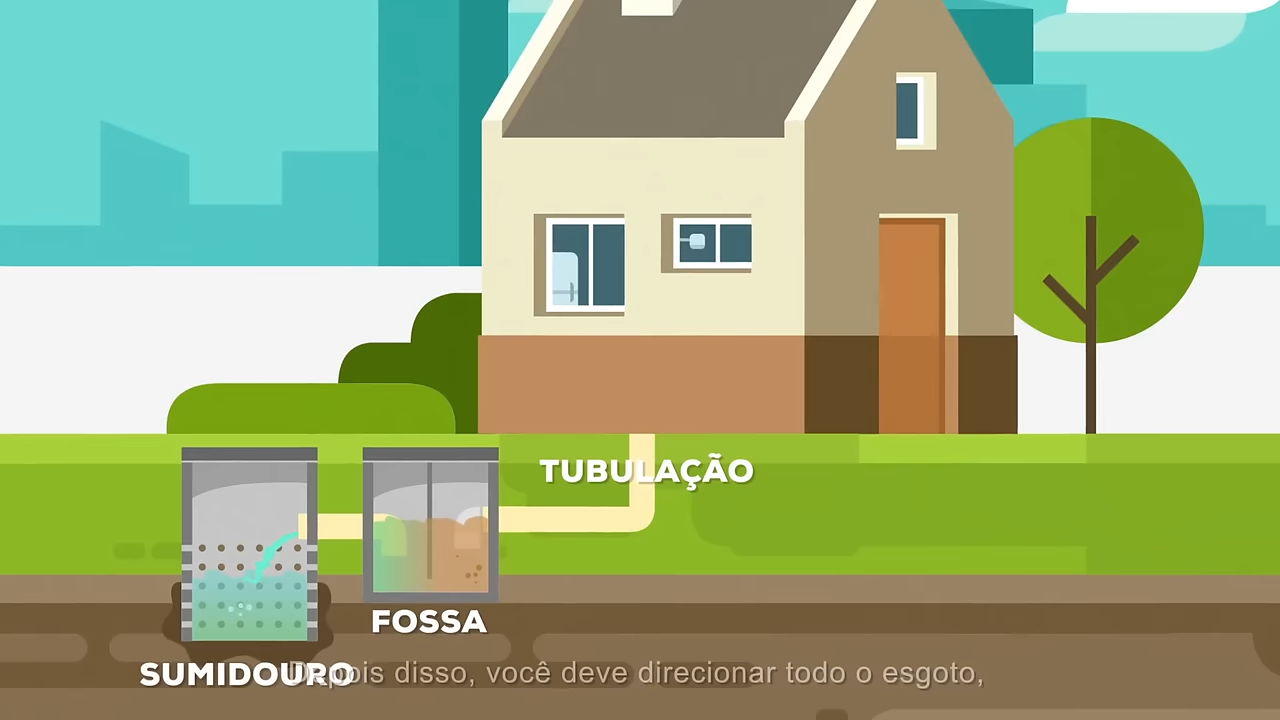 TUBULAÇÃO
FOSSA
SUMIDOURO
Depois disso, você deve direcionar todo o esgoto,